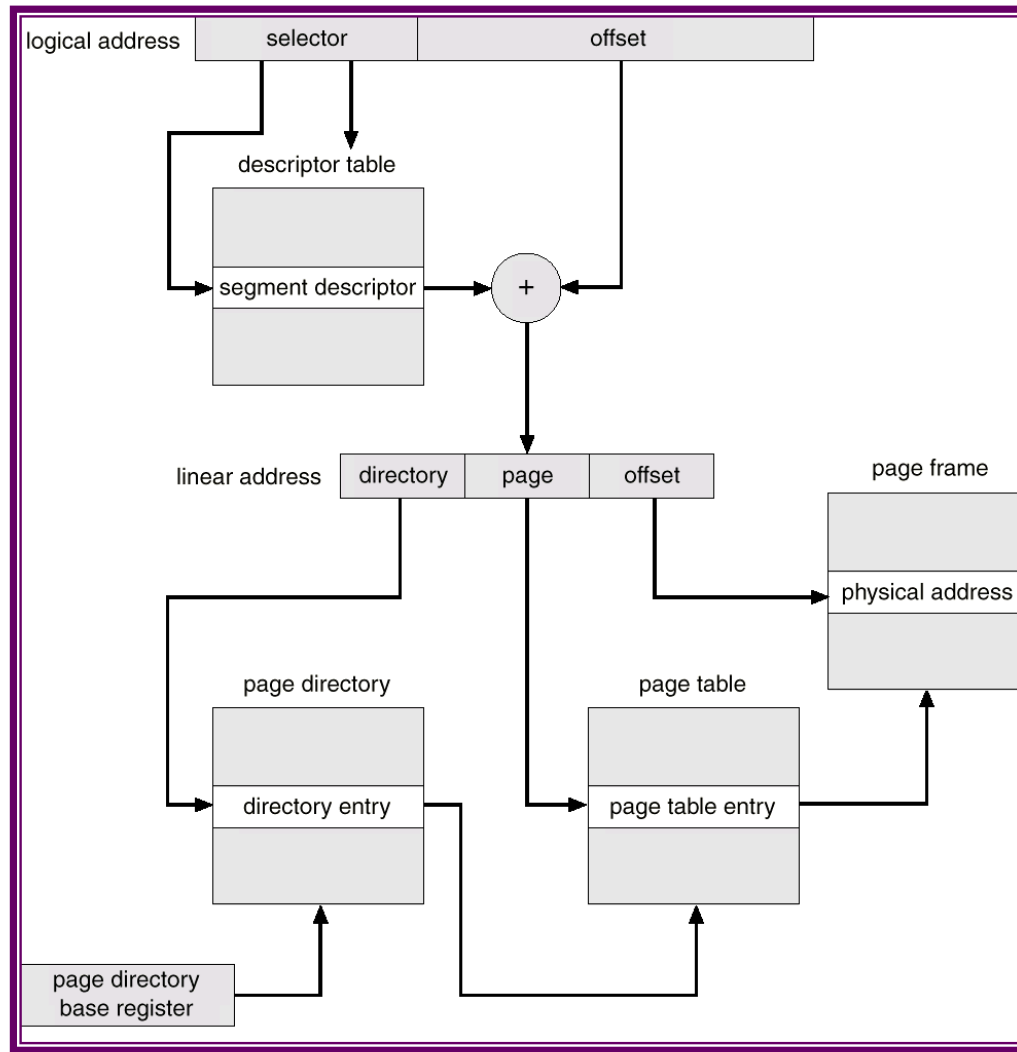 logical address
selector
offset
descriptor table
segment descriptor
+
linear address
directory
page
offset
page frame
physical address
page directory
page table
directory entry
page table entry
page directory
base register